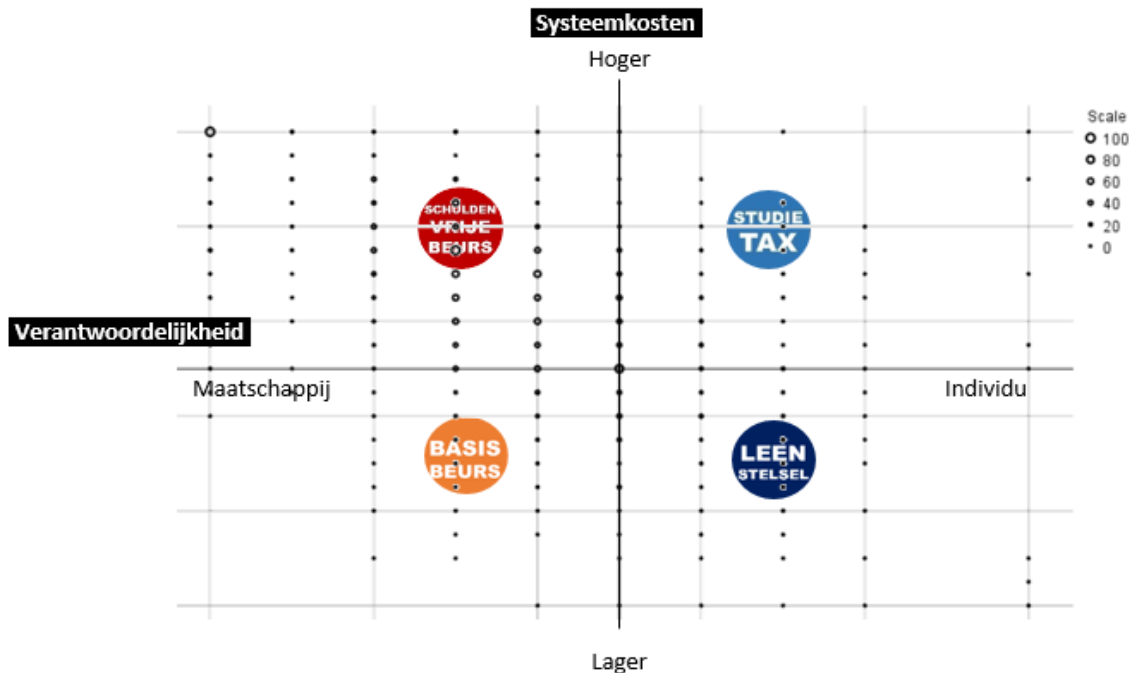 Systeemkosten
Hoger
Scale
100
80
60
40
20
0
SCHULDEN
VRIJE
BEURS
STUDIE
TAX
Verantwoordelijkheid
Maatschappij
Individu
BASIS
BEURS
LEEN
STELSEL
Lager